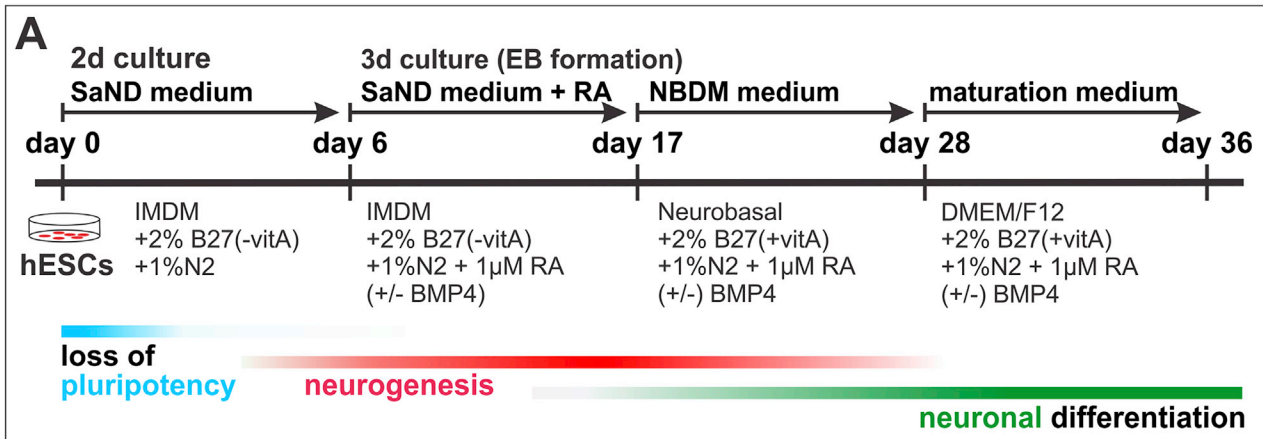 A
2d culture
3d culture (EB formation)
SaND medium
SaND medium + RA
NBDM medium
maturation medium
day 0
day 6
day 17
day 28
day 36
hESCs
IMDM
+2% B27(-vitA)
+1%N2
IMDM
+2% B27(-vitA)
+1%N2 + 1µM RA
(+/- BMP4)
Neurobasal
+2% B27(+vitA)
+1%N2 + 1µM RA
(+/-) BMP4
DMEM/F12
+2% B27(+vitA)
+1%N2 + 1µM RA
(+/-) BMP4
loss of
pluripotency
neurogenesis
neuronal differentiation